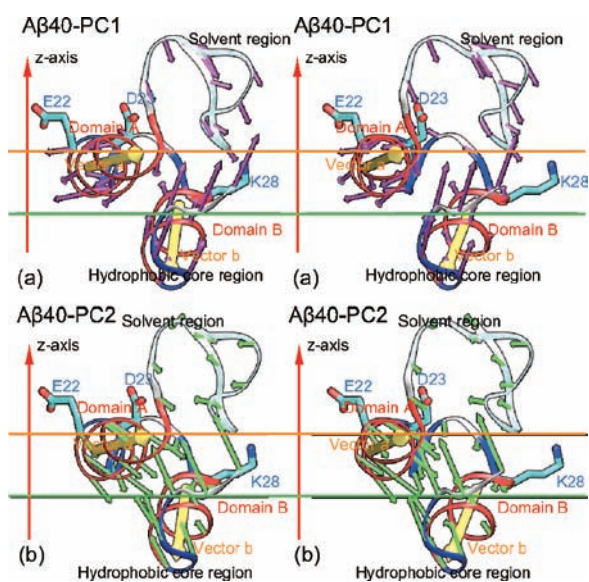 Aβ40-PC1
Solvent region
z-axis
E22
D23
Domain A
K28
Domain B
Vector b
(a)
Hydrophobic core region
Aβ40-PC1
Solvent region
z-axis
E22
D23
Domain A
Vector a
K28
Domain B
Vector b
(a)
Hydrophobic core region
Aβ40-PC2
Solvent region
z-axis
E22
D23
Domain A
K28
Domain B
Vector b
(b)
Hydrophobic core region
Aβ40-PC2
Solvent region
z-axis
E22
D23
Domain A
K28
Domain B
Vector b
(b)
Hydrophobic core region